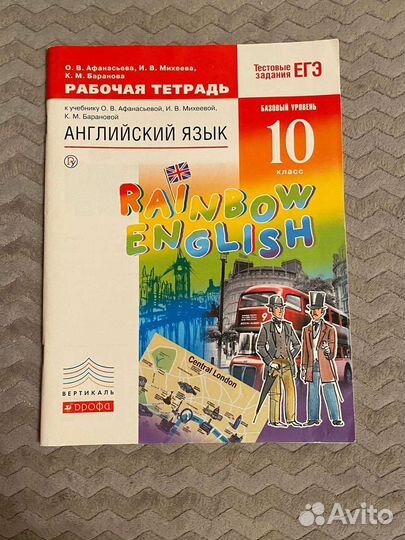 О. В. Афанасьева, И. В. Михеева,
К. М. Баранова
РАБОЧАЯ ТЕТРАДЬ
к учебнику О. В. Афанасьевой, И. В. Михеевой,
К. М. Барановой
АНГЛИЙСКИЙ ЯЗЫК
Тестовые
задания ЕГЭ
БАЗОВЫЙ УРОВЕНЬ
10
класс
RAINBOW
ENGLISH
9
Central London
ВЕРТИКАЛЬ
ДРОФА
Avito